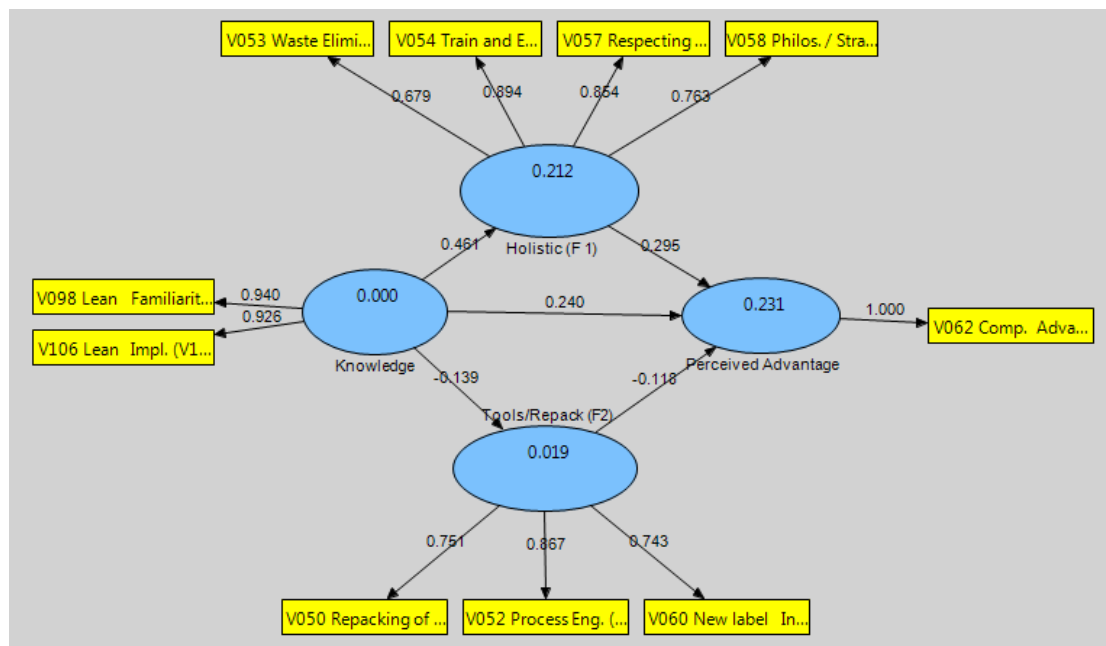 V053 Waste Elimi...
V054 Train and E...
V057 Respecting ...
V058 Philos. / Stra...
0.679
0.894
0.854
0.763
0.212
Holistic (F 1)
0.461
0.295
V098 Lean Familiarit...
0.940
0.926
V106 Lean Impl. (V1...
0.000
Knowledge
0.240
0.231
Perceived Advantage
1.000
V062 Comp. Adva...
-0.139
-0.118
Tools/Repack (F2)
0.019
0.751
0.867
0.743
V050 Repacking of ...
V052 Process Eng. (...
V060 New label In...